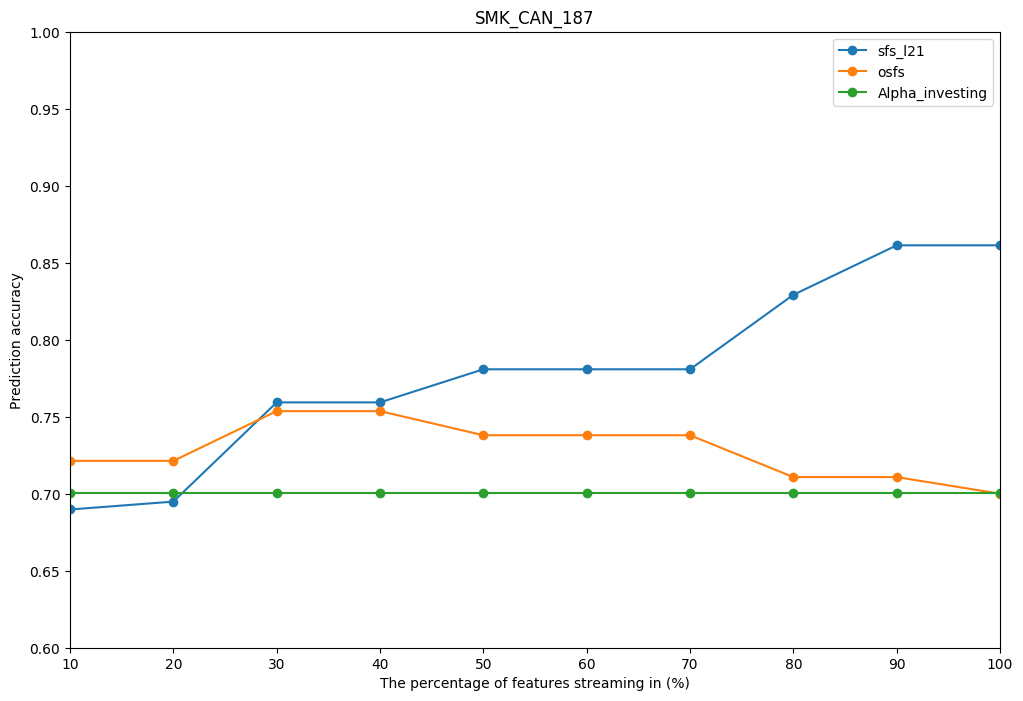 SMK_CAN_187
1.00
0.95
0.90
0.85
0.80
0.75
0.70
0.65
0.60
Prediction accuracy
sfs_l21
osfs
Alpha_investing
10 20 30 40 50 60 70 80 90 100
The percentage of features streaming in (%)